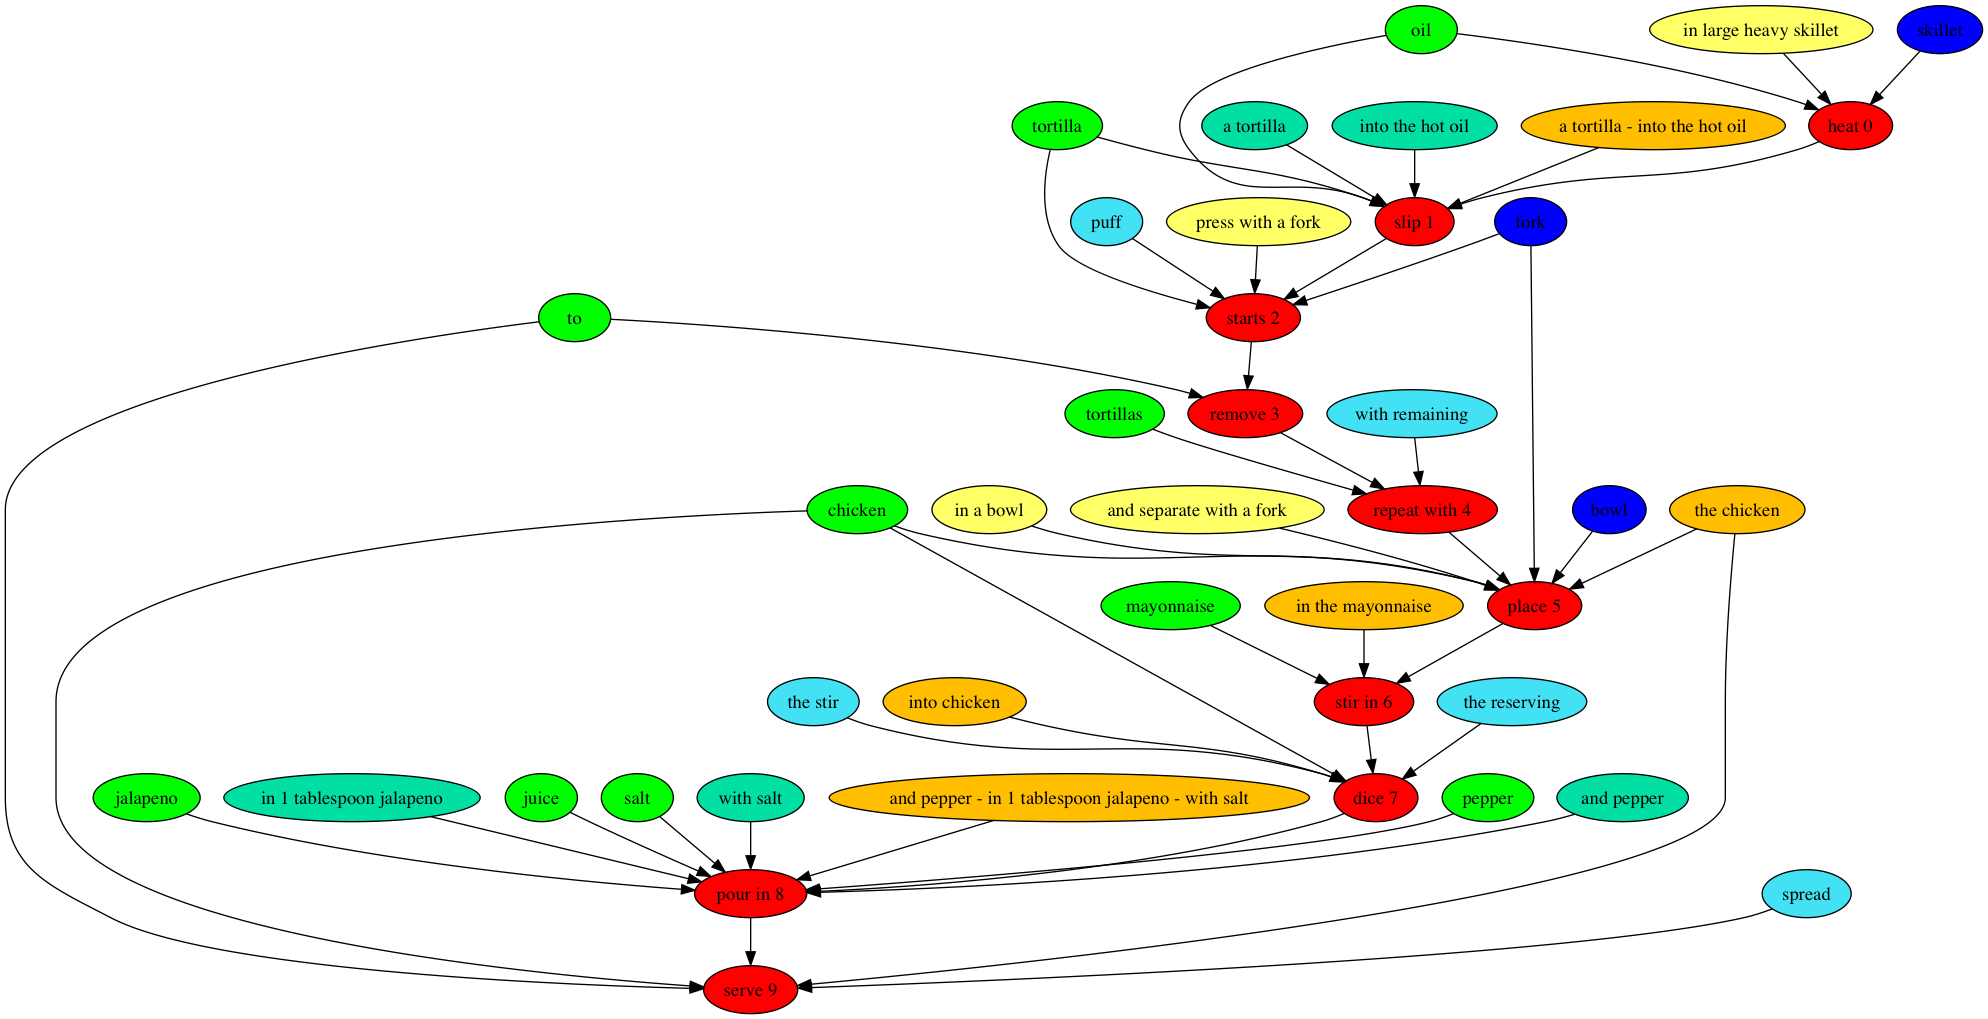 oil
in large heavy skillet
skillet
tortilla
a tortilla
into the hot oil
a tortilla - into the hot oil
heat 0
puff
press with a fork
slip 1
fork
to
starts 2
tortillas
remove 3
with remaining
chicken
in a bowl
and separate with a fork
repeat with 4
bowl
the chicken
mayonnaise
in the mayonnaise
place 5
the stir
into chicken
stir in 6
the reserving
jalapeno
in 1 tablespoon jalapeno
juice
salt
with salt
and pepper - in 1 tablespoon jalapeno - with salt
dice 7
pepper
and pepper
pour in 8
spread
serve 9